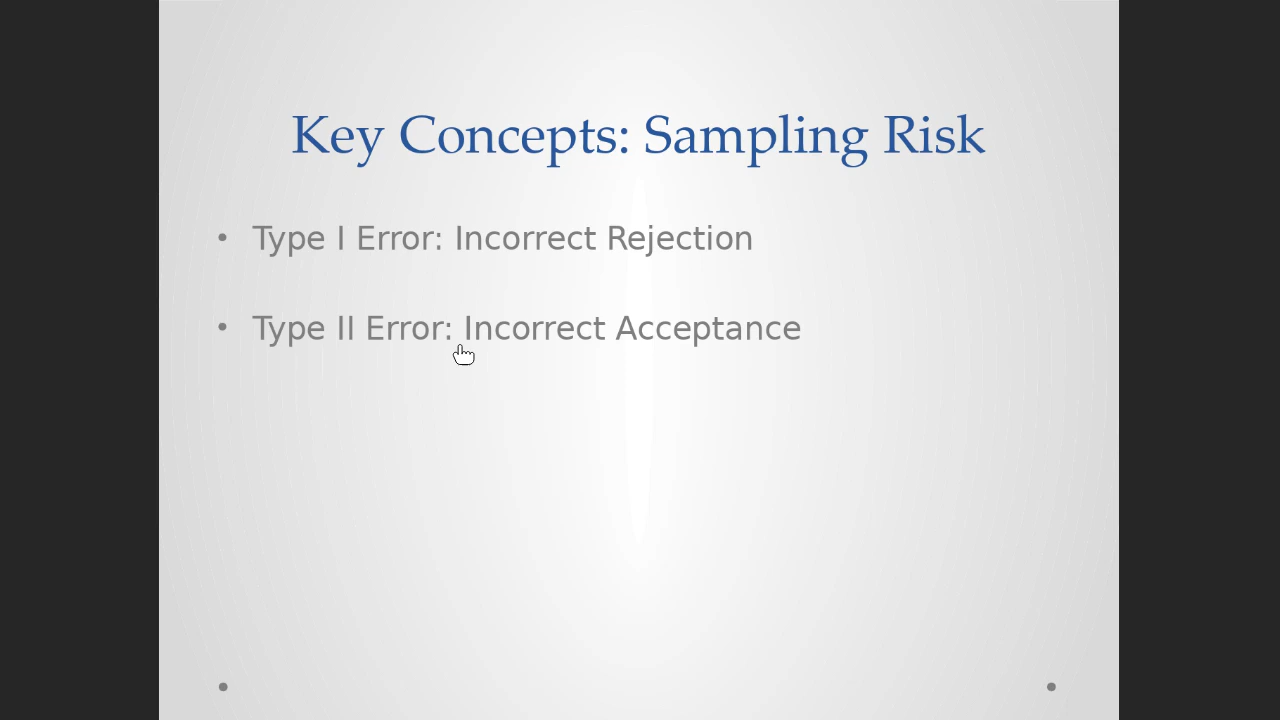 Key Concepts: Sampling Risk
• Type I Error: Incorrect Rejection
• Type II Error: Incorrect Acceptance